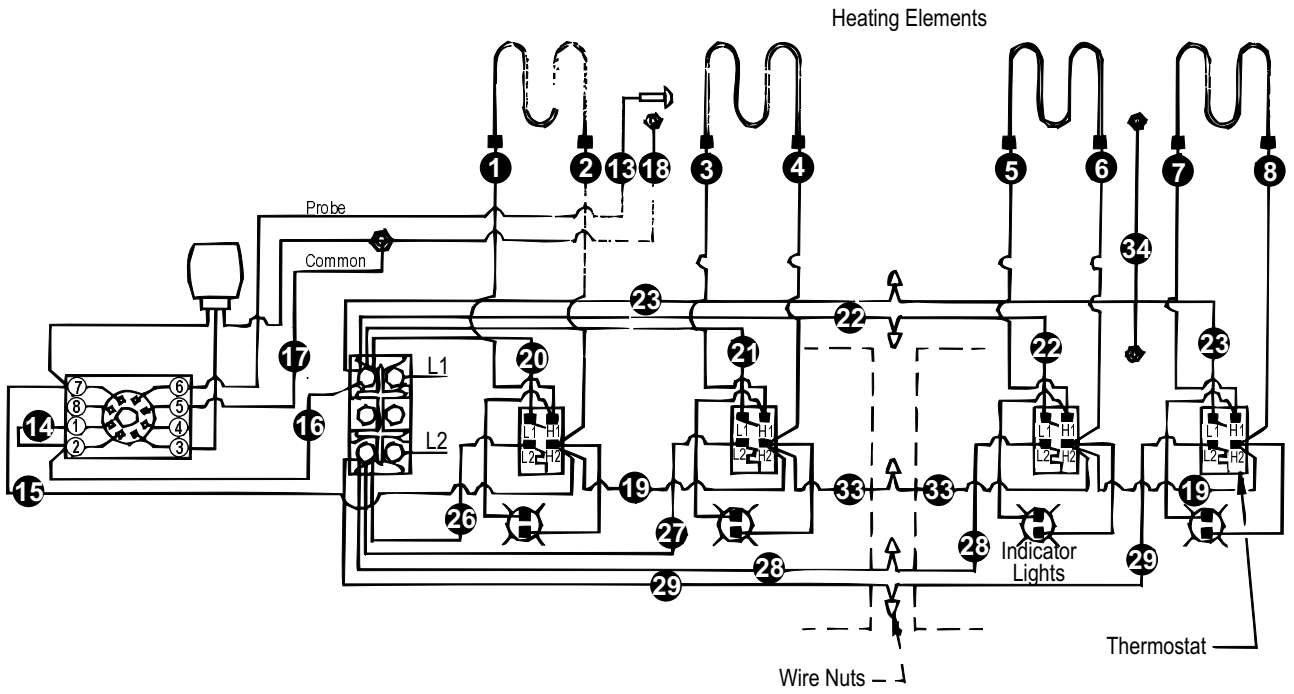 Heating Elements
1 2 13 18 3 4 5 6 7 8
Probe
34
Common
23
22
17 20 21 22 23
L1
7 6
8 5
14 1 4
2 3
16
L2
L1 H1
L2 H2
L1 H1
L2 H2
L1 H1
L2 H2
L1 H1
L2 H2
15 19 33 33 19
26 27 28 29
Indicator
Lights
28
29
Thermostat
Wire Nuts